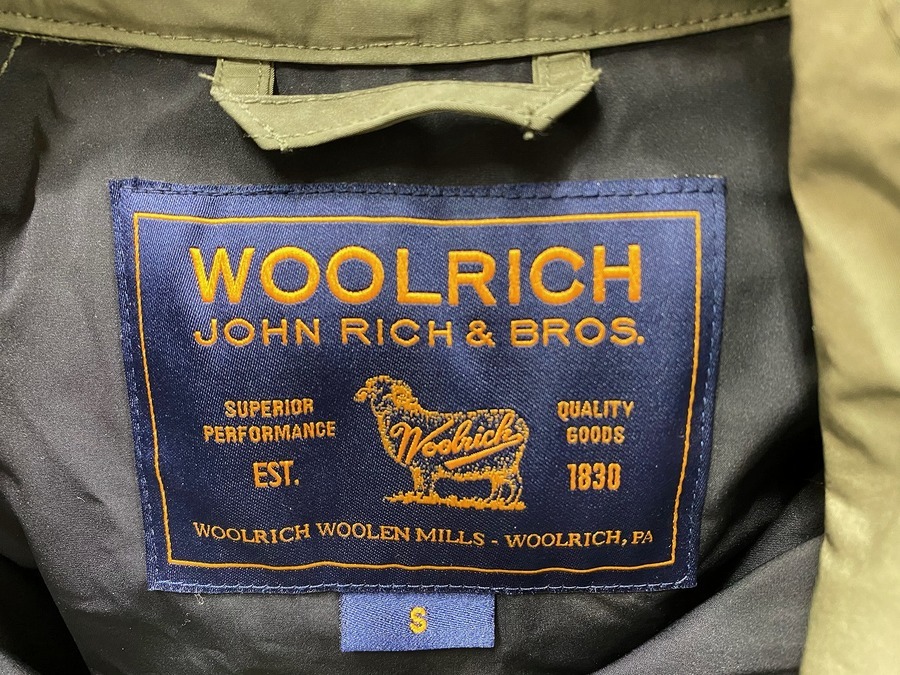 WOOLRICH
JOHN RICH & BROS.
SUPERIOR PERFORMANCE
EST.
Woolrich
QUALITY GOODS
1830
WOOLRICH WOOLEN MILLS - WOOLRICH, PA
S